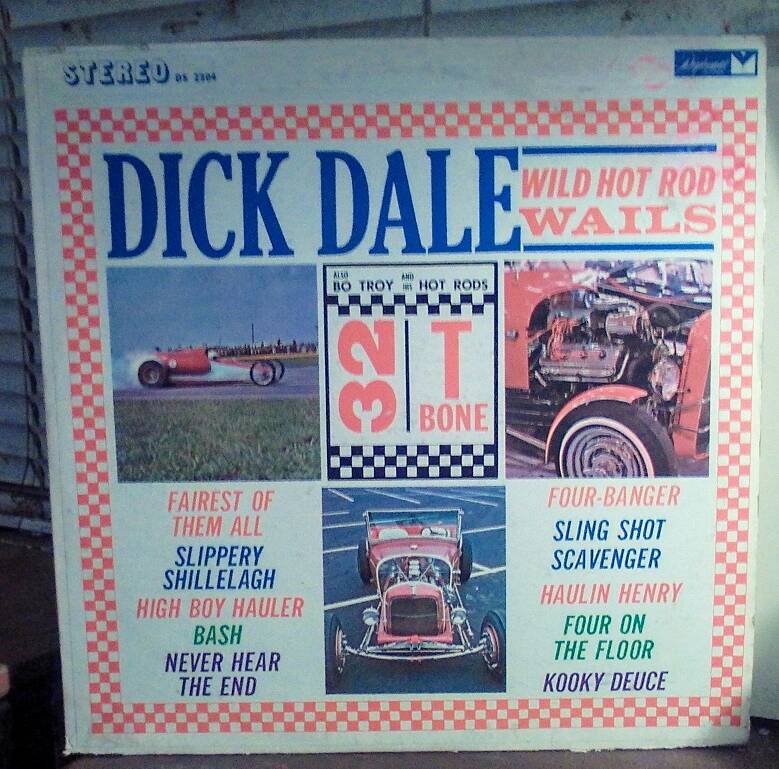 STEREO DS 2304
DICK DALE
WILD HOT ROD
WAILS
ALSO
BO TROY AND HIS HOT RODS
32 T
BONE
FAIREST OF
THEM ALL
SLIPPERY
SHILLELAGH
HIGH BOY HAULER
BASH
NEVER HEAR
THE END
FOUR-BANGER
SLING SHOT
SCAVENGER
HAULIN HENRY
FOUR ON
THE FLOOR
KOOKY DEUCE